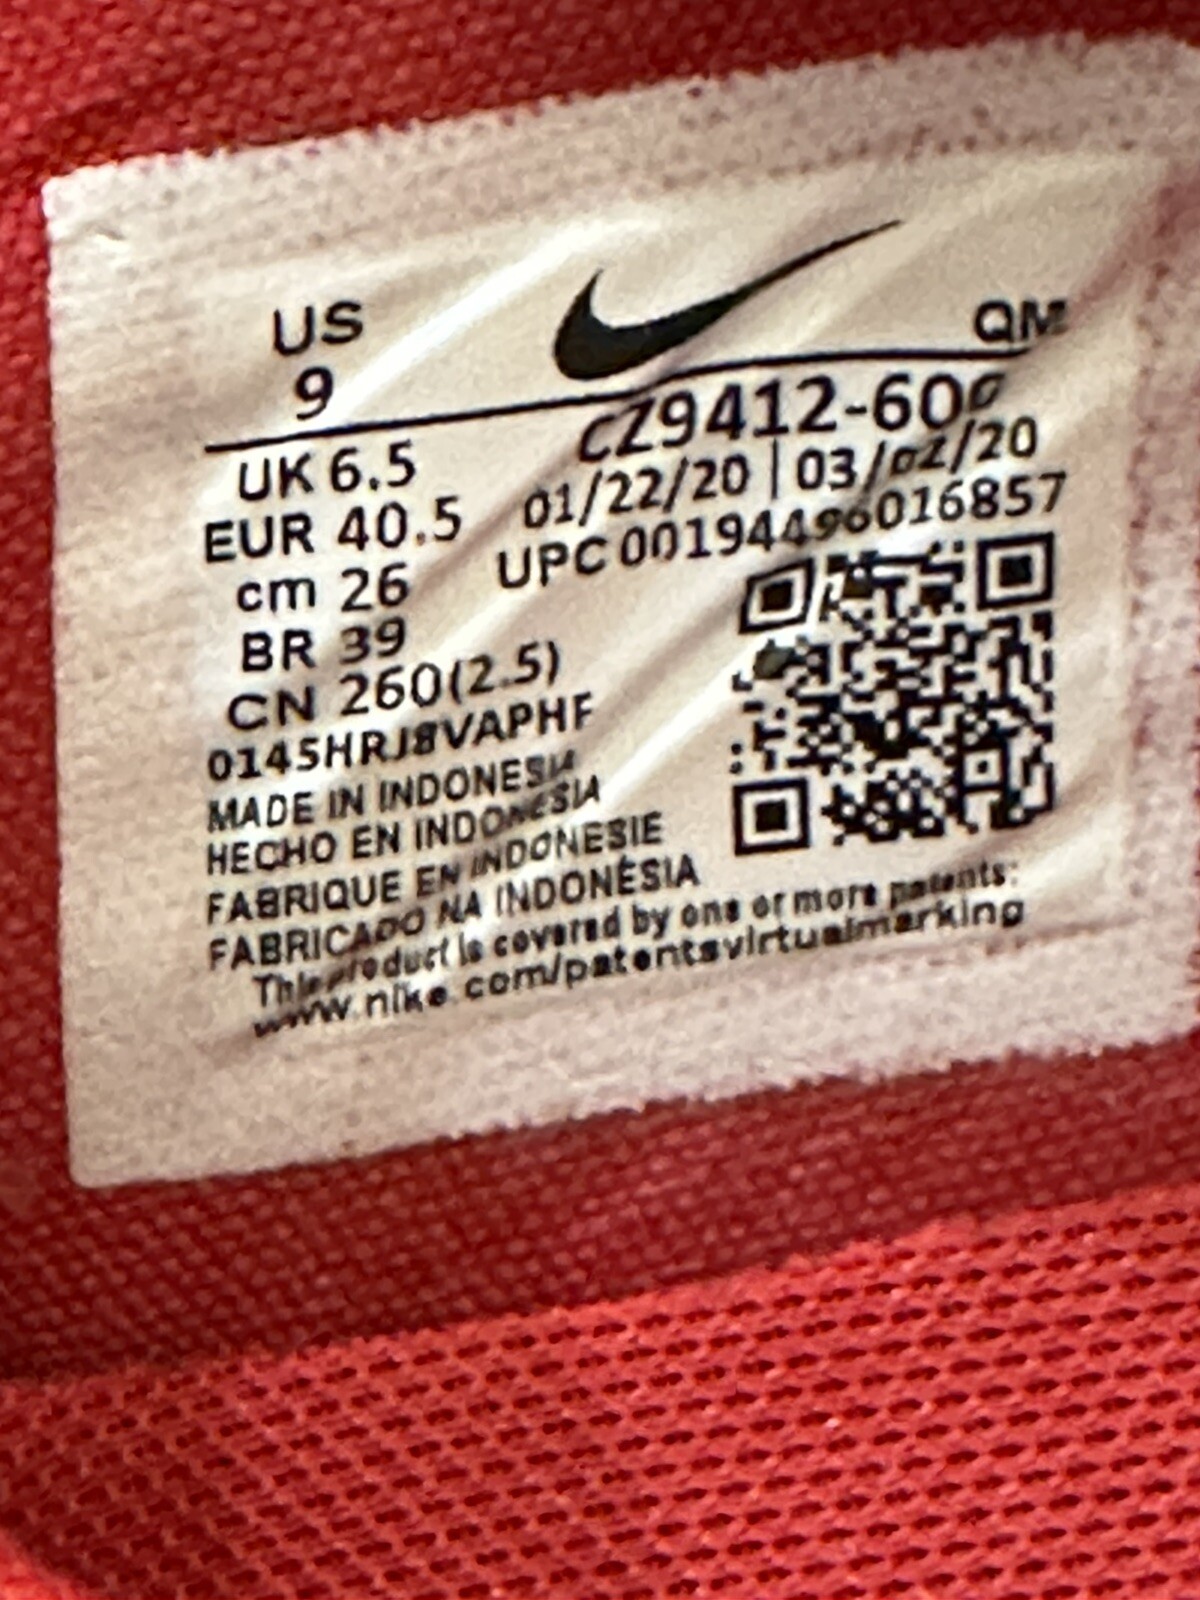 US
9
QM
CZ9412-600
UK 6.5
01/22/20 | 03/02/20
EUR 40.5
UPC 00194496016857
cm 26
BR 39
CN 260(2.5)
0145HRJ8VAPHF
MADE IN INDONESIA
HECHO EN INDONESIA
FABRIQUE EN INDONESIE
FABRICADO NA INDONÉSIA
This product is covered by one or more patents:
www.nike.com/patentsvirtualmarking